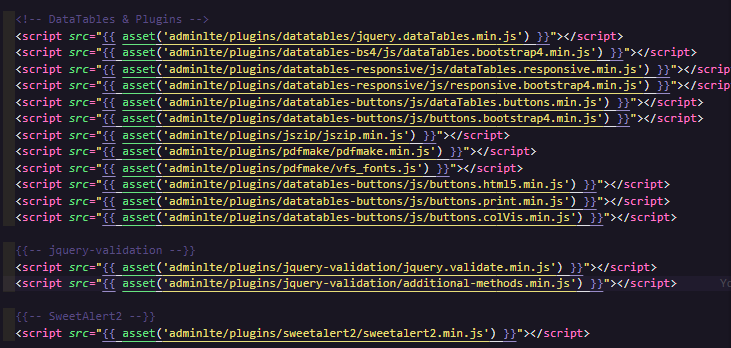 <!-- DataTables & Plugins -->
<script src="{{ asset('adminlte/plugins/datatables/jquery.dataTables.min.js') }}"></script>
<script src="{{ asset('adminlte/plugins/datatables-bs4/js/dataTables.bootstrap4.min.js') }}"></script>
<script src="{{ asset('adminlte/plugins/datatables-responsive/js/dataTables.responsive.min.js') }}"></scrip
<script src="{{ asset('adminlte/plugins/datatables-responsive/js/responsive.bootstrap4.min.js') }}"></scrip
<script src="{{ asset('adminlte/plugins/datatables-buttons/js/dataTables.buttons.min.js') }}"></script>
<script src="{{ asset('adminlte/plugins/datatables-buttons/js/buttons.bootstrap4.min.js') }}"></script>
<script src="{{ asset('adminlte/plugins/jszip/jszip.min.js') }}"></script>
<script src="{{ asset('adminlte/plugins/pdfmake/pdfmake.min.js') }}"></script>
<script src="{{ asset('adminlte/plugins/pdfmake/vfs_fonts.js') }}"></script>
<script src="{{ asset('adminlte/plugins/datatables-buttons/js/buttons.html5.min.js') }}"></script>
<script src="{{ asset('adminlte/plugins/datatables-buttons/js/buttons.print.min.js') }}"></script>
<script src="{{ asset('adminlte/plugins/datatables-buttons/js/buttons.colVis.min.js') }}"></script>
{{-- jquery-validation --}}
<script src="{{ asset('adminlte/plugins/jquery-validation/jquery.validate.min.js') }}"></script>
<script src="{{ asset('adminlte/plugins/jquery-validation/additional-methods.min.js') }}"></script> Yo
{{-- SweetAlert2 --}}
<script src="{{ asset('adminlte/plugins/sweetalert2/sweetalert2.min.js') }}"></script>